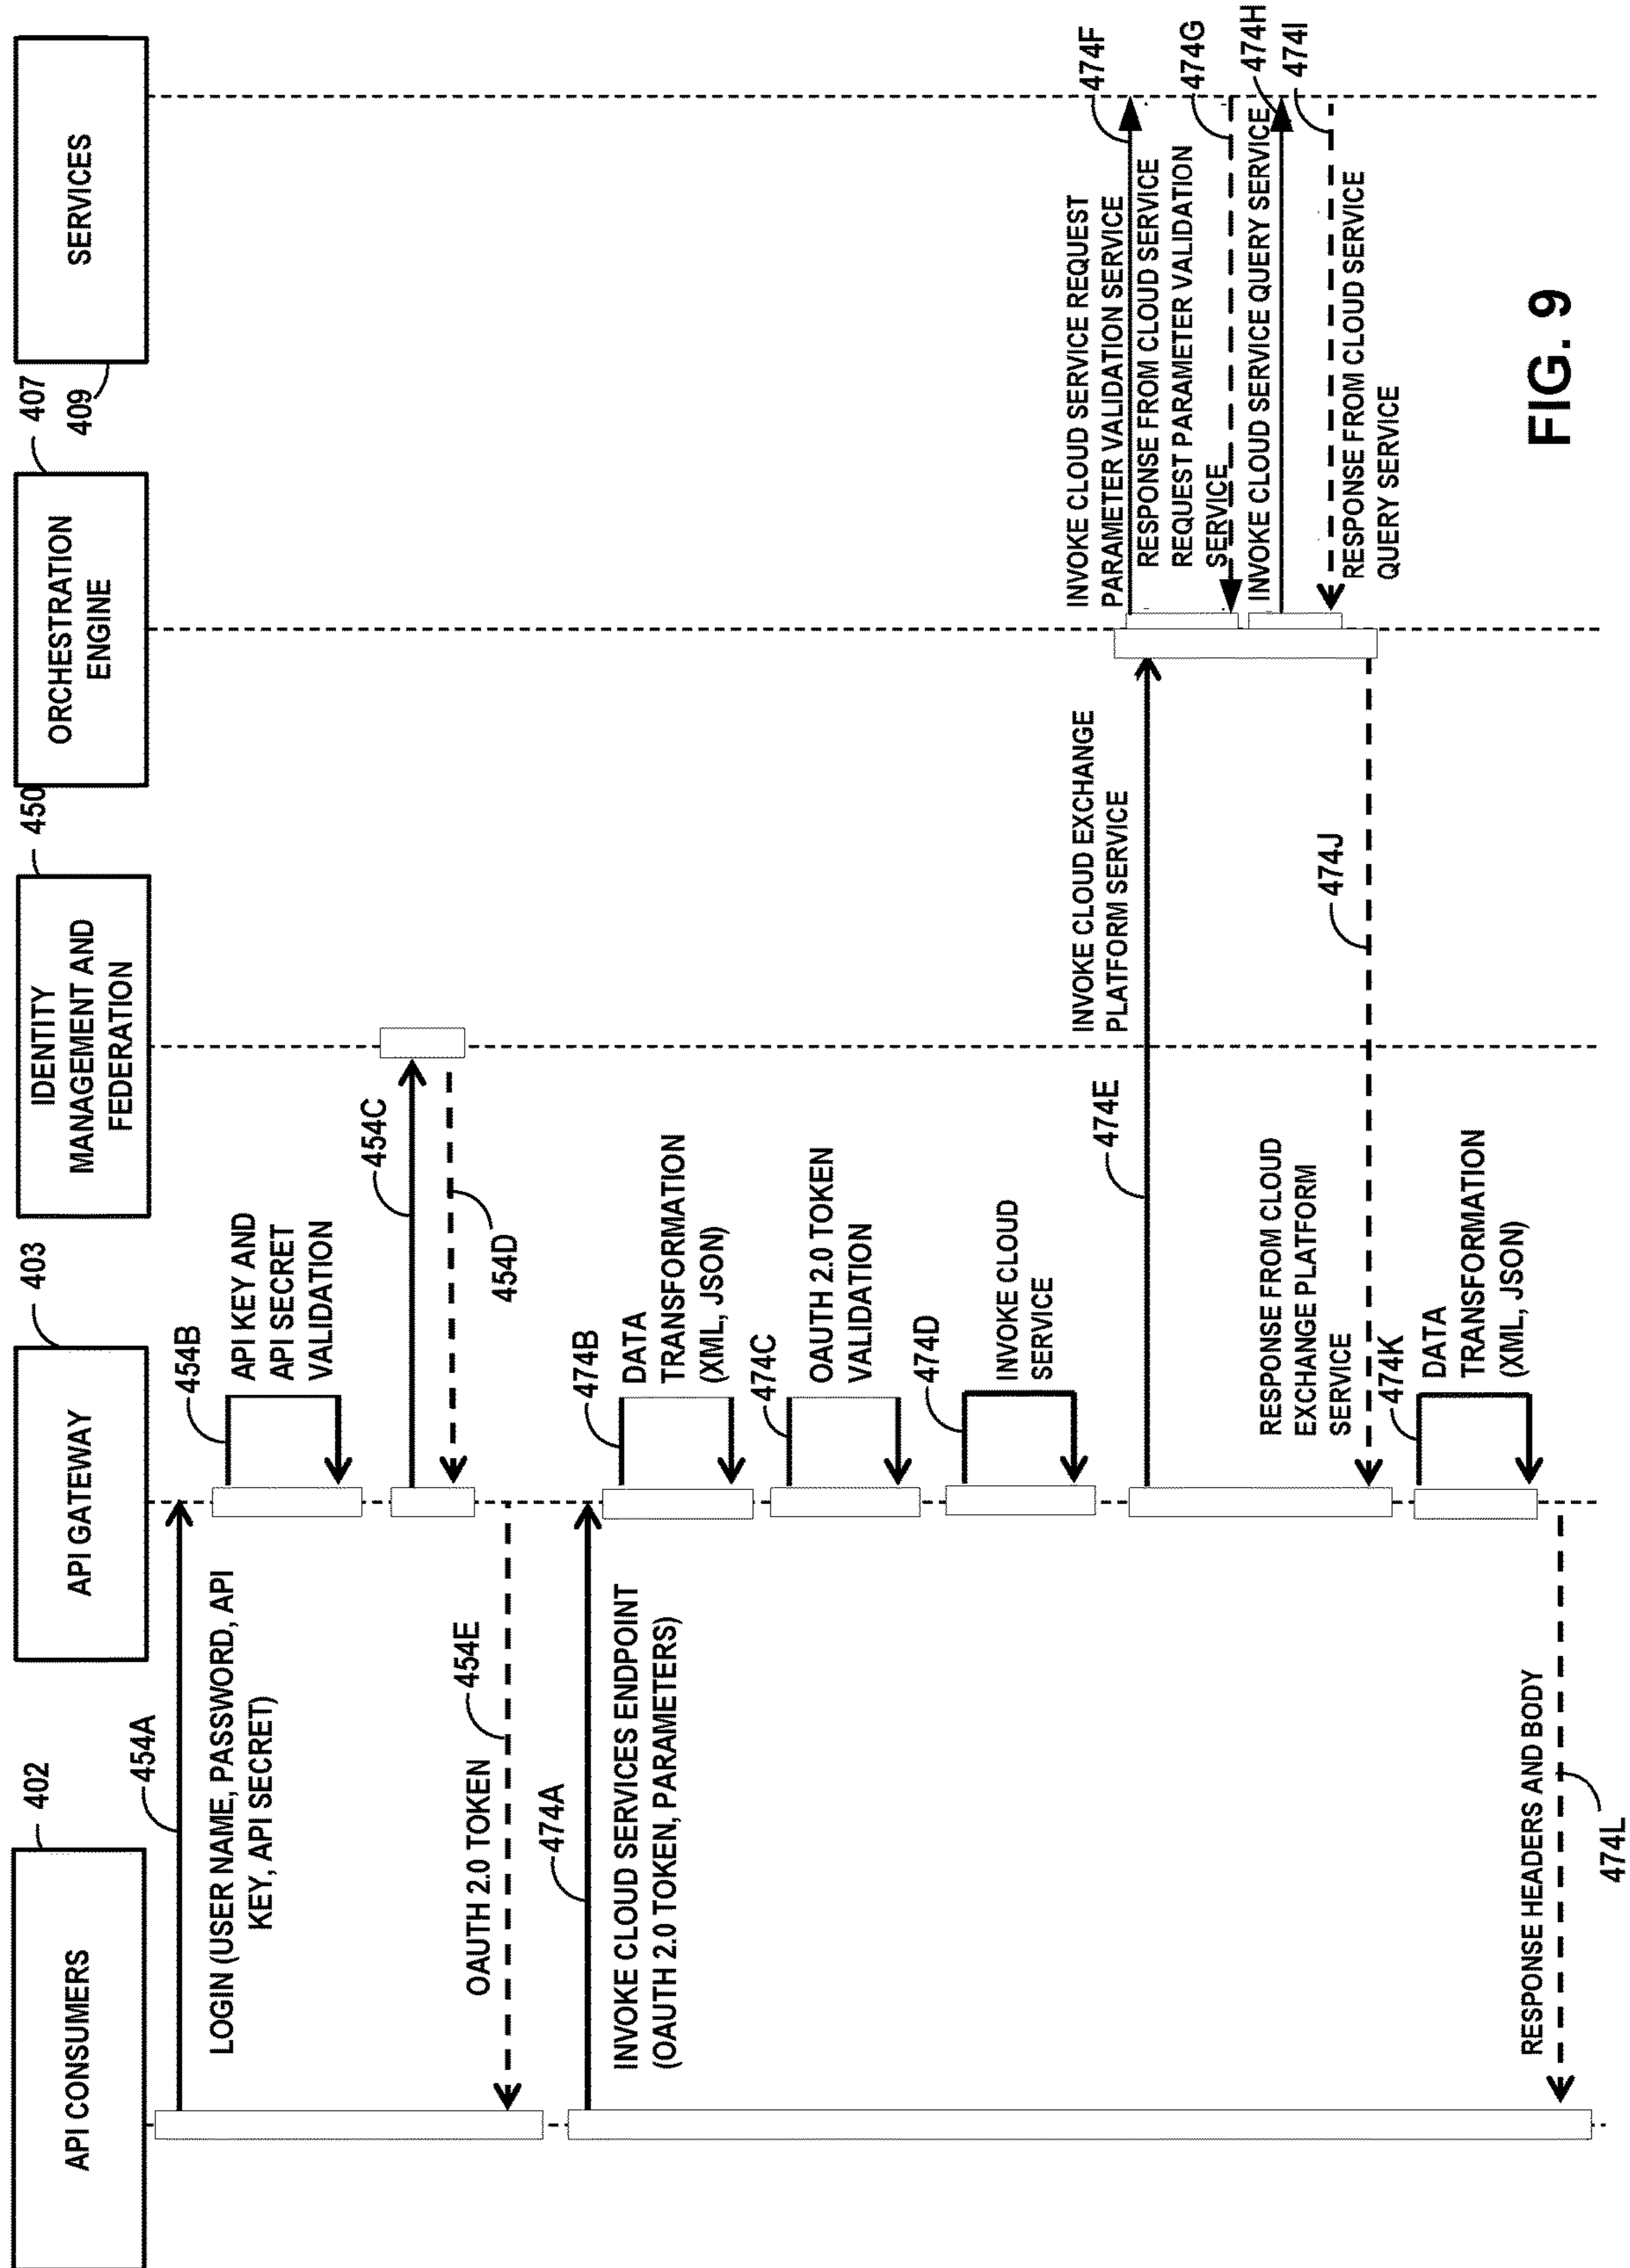 API CONSUMERS
402
API GATEWAY
403
IDENTITY
MANAGEMENT AND
FEDERATION
450
ORCHESTRATION
ENGINE
407
SERVICES
409
454A
LOGIN (USER NAME, PASSWORD, API
KEY, API SECRET)
454B
API KEY AND
API SECRET
VALIDATION
454C
454D
OAUTH 2.0 TOKEN
454E
474A
INVOKE CLOUD SERVICES ENDPOINT
(OAUTH 2.0 TOKEN, PARAMETERS)
474B
DATA
TRANSFORMATION
(XML, JSON)
474C
OAUTH 2.0 TOKEN
VALIDATION
474D
INVOKE CLOUD
SERVICE
474E
INVOKE CLOUD EXCHANGE
PLATFORM SERVICE
INVOKE CLOUD SERVICE REQUEST
PARAMETER VALIDATION SERVICE
474F
RESPONSE FROM CLOUD SERVICE
REQUEST PARAMETER VALIDATION
SERVICE
474G
INVOKE CLOUD SERVICE QUERY SERVICE
474H
474I
RESPONSE FROM CLOUD SERVICE
QUERY SERVICE
474J
RESPONSE FROM CLOUD
EXCHANGE PLATFORM
SERVICE
474K
DATA
TRANSFORMATION
(XML, JSON)
RESPONSE HEADERS AND BODY
474L
FIG. 9